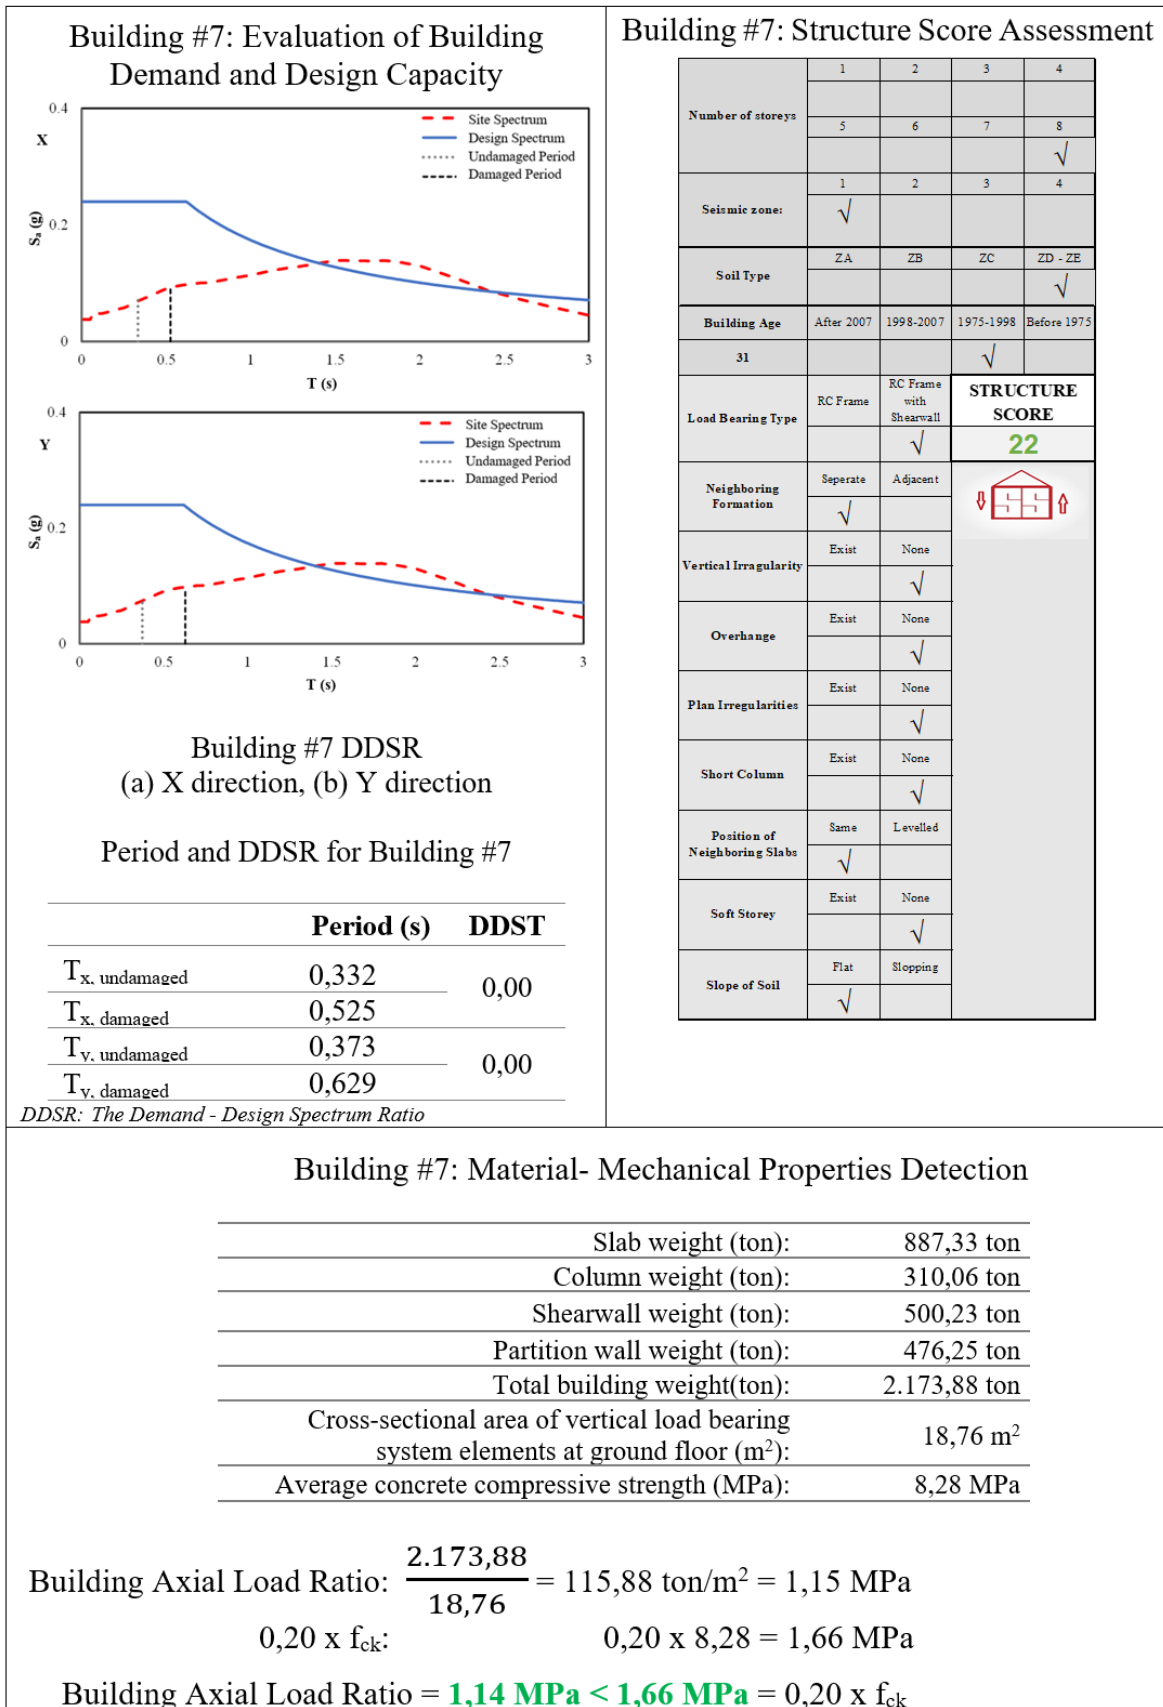 Building #7: Evaluation of Building
Demand and Design Capacity
0.4
X
Site Spectrum
Design Spectrum
Undamaged Period
Damaged Period
Sa (g)
0.2
0
0
0.5
1
1.5
2
2.5
3
T (s)
0.4
Y
Site Spectrum
Design Spectrum
Undamaged Period
Damaged Period
Sa (g)
0.2
0
0
0.5
1
1.5
2
2.5
3
T (s)
Building #7 DDSR
(a) X direction, (b) Y direction
Period and DDSR for Building #7
Period (s) DDST
Tx, undamaged 0,332
0,00
Tx, damaged 0,525
Ty, undamaged 0,373
0,00
Ty, damaged 0,629
DDSR: The Demand - Design Spectrum Ratio
Building #7: Structure Score Assessment
1 2 3 4
Number of storeys
5 6 7 8
√
1 2 3 4
Seismic zone:
√
ZA ZB ZC ZD - ZE
Soil Type
√
Building Age After 2007 1998-2007 1975-1998 Before 1975
31 √
Load Bearing Type
RC Frame
RC Frame
with
Shearwall
√
STRUCTURE
SCORE
22
Neighboring
Formation
Seperate Adjacent
√
Vertical Irragularity
Exist None
√
Overhange
Exist None
√
Plan Irregularities
Exist None
√
Short Column
Exist None
√
Position of
Neighboring Slabs
Same Levelled
√
Soft Storey
Exist None
√
Slope of Soil
Flat Slopping
√
Building #7: Material- Mechanical Properties Detection
Slab weight (ton): 887,33 ton
Column weight (ton): 310,06 ton
Shearwall weight (ton): 500,23 ton
Partition wall weight (ton): 476,25 ton
Total building weight(ton): 2.173,88 ton
Cross-sectional area of vertical load bearing
system elements at ground floor (m²): 18,76 m²
Average concrete compressive strength (MPa): 8,28 MPa
Building Axial Load Ratio: 2.173,88 / 18,76 = 115,88 ton/m² = 1,15 MPa
0,20 x fck: 0,20 x 8,28 = 1,66 MPa
Building Axial Load Ratio = 1,14 MPa < 1,66 MPa = 0,20 x fck